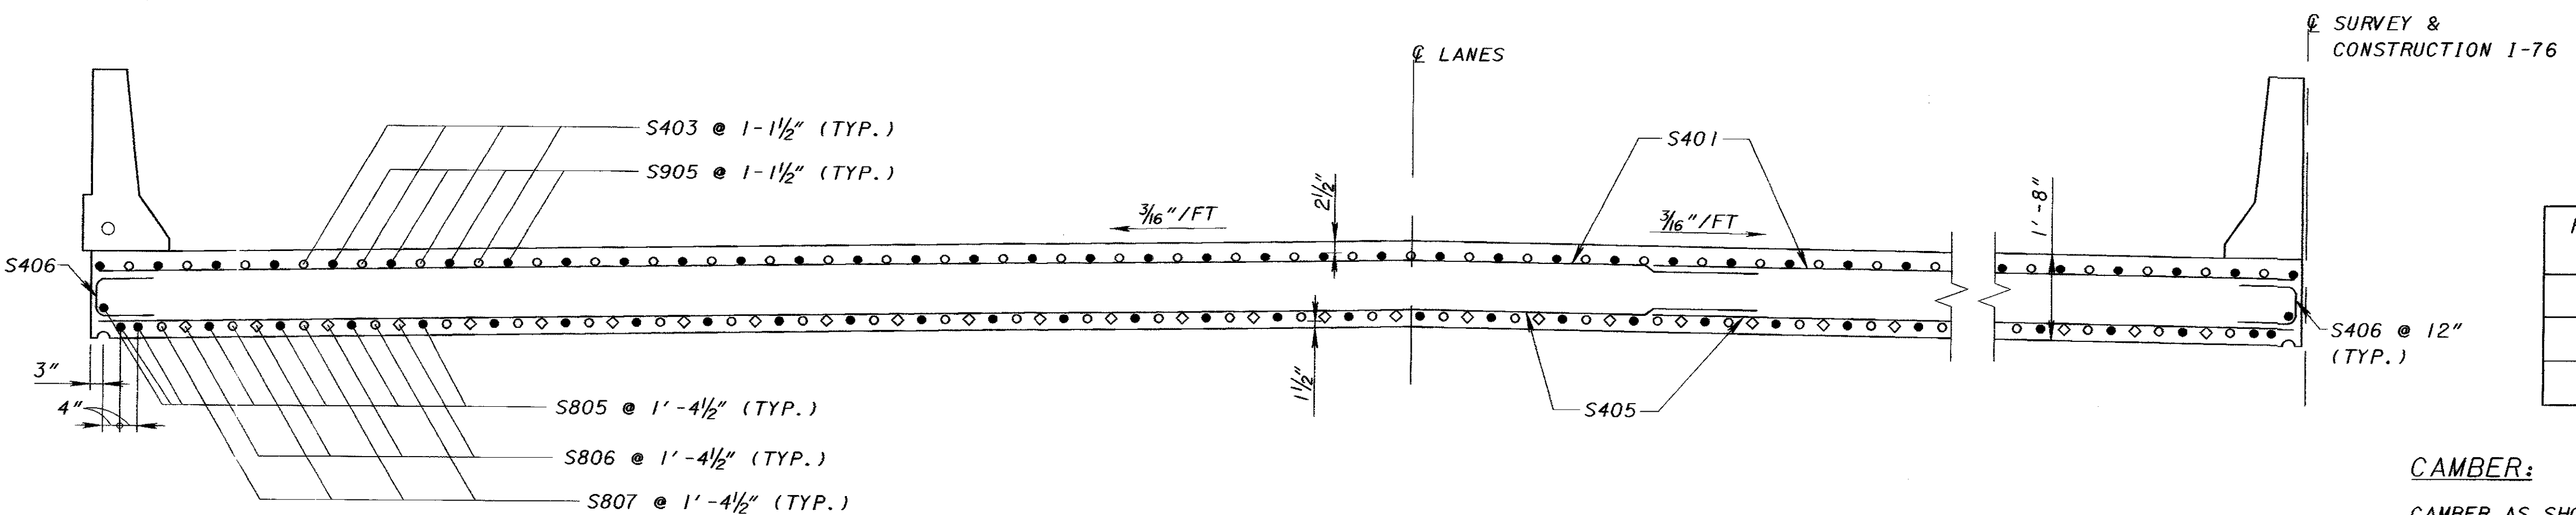 ℄ SURVEY &
CONSTRUCTION I-76
℄ LANES
S403 @ 1-1½" (TYP.)
S401
S905 @ 1-1½" (TYP.)
2½"
1'-8"
3/16"/FT
3/16"/FT
S406
S406 @ 12"
(TYP.)
3"
1½"
4"
S805 @ 1'-4½" (TYP.)
S405
S806 @ 1'-4½" (TYP.)
CAMBER:
S807 @ 1'-4½" (TYP.)
CAMBER AS